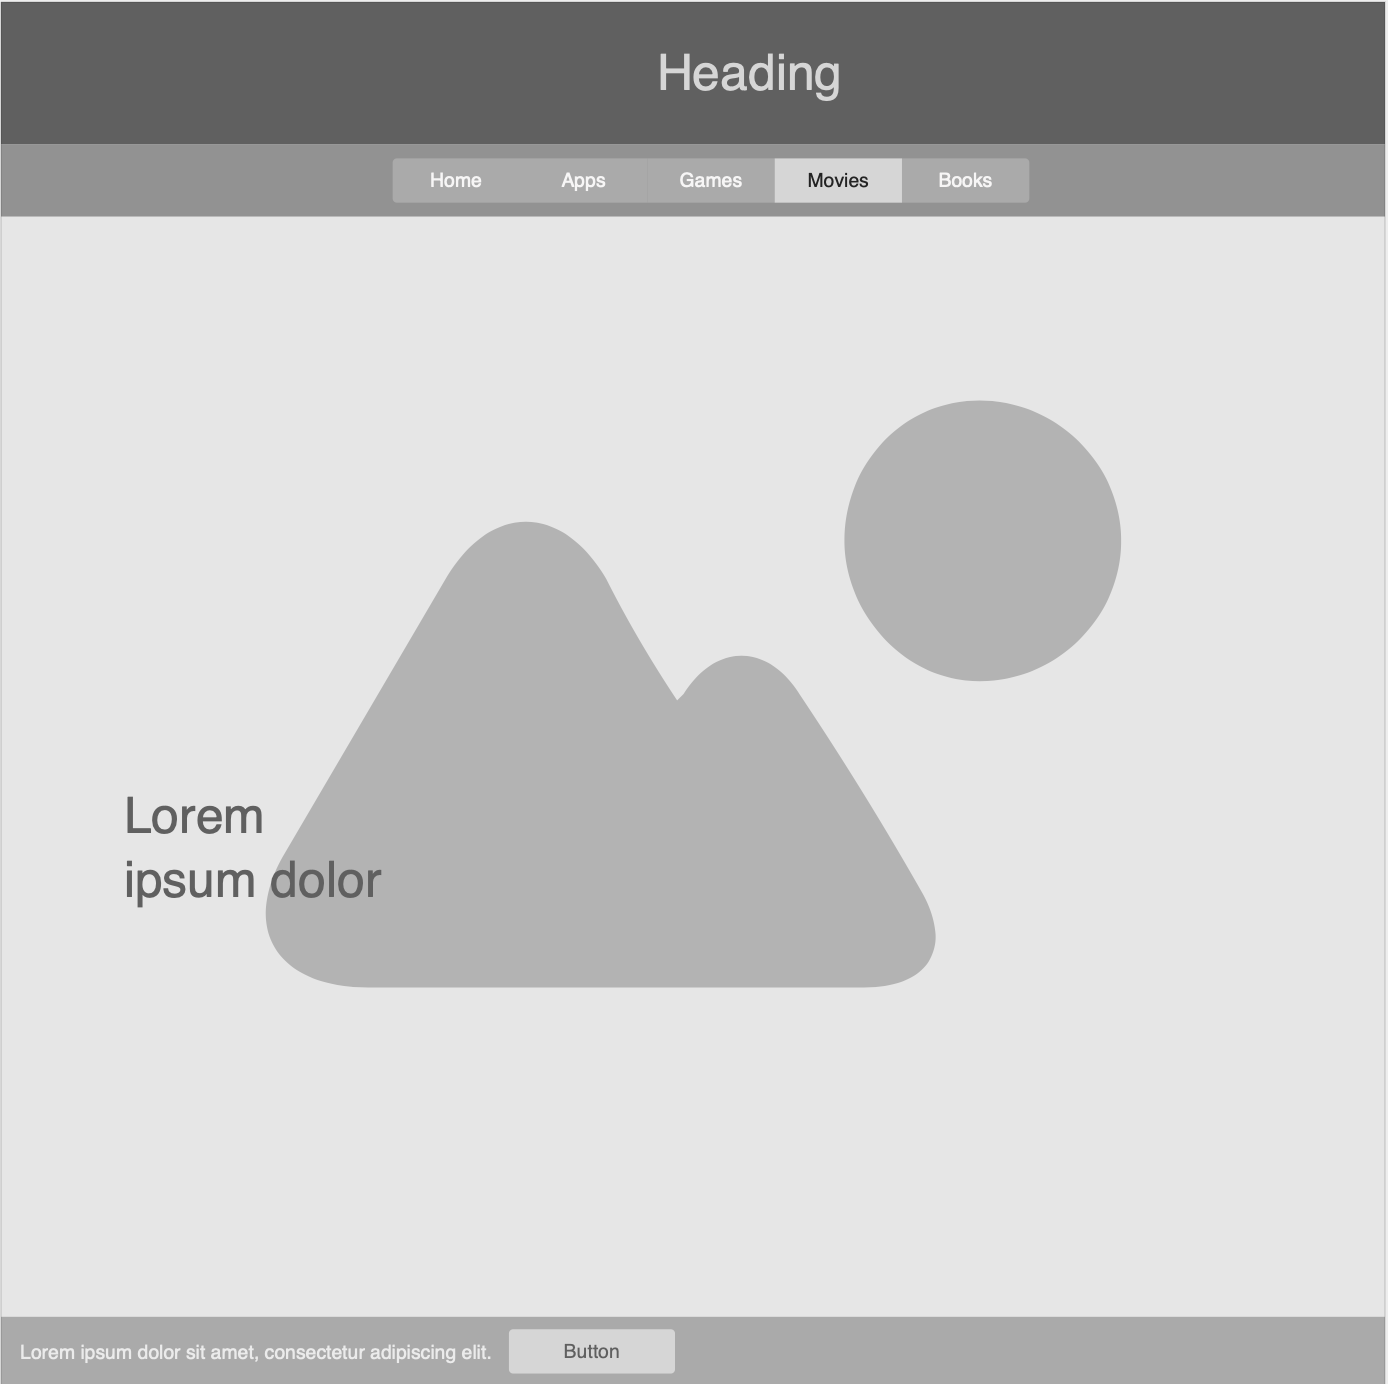 Heading
Home Apps Games Movies Books
Lorem
ipsum dolor
Lorem ipsum dolor sit amet, consectetur adipiscing elit. Button